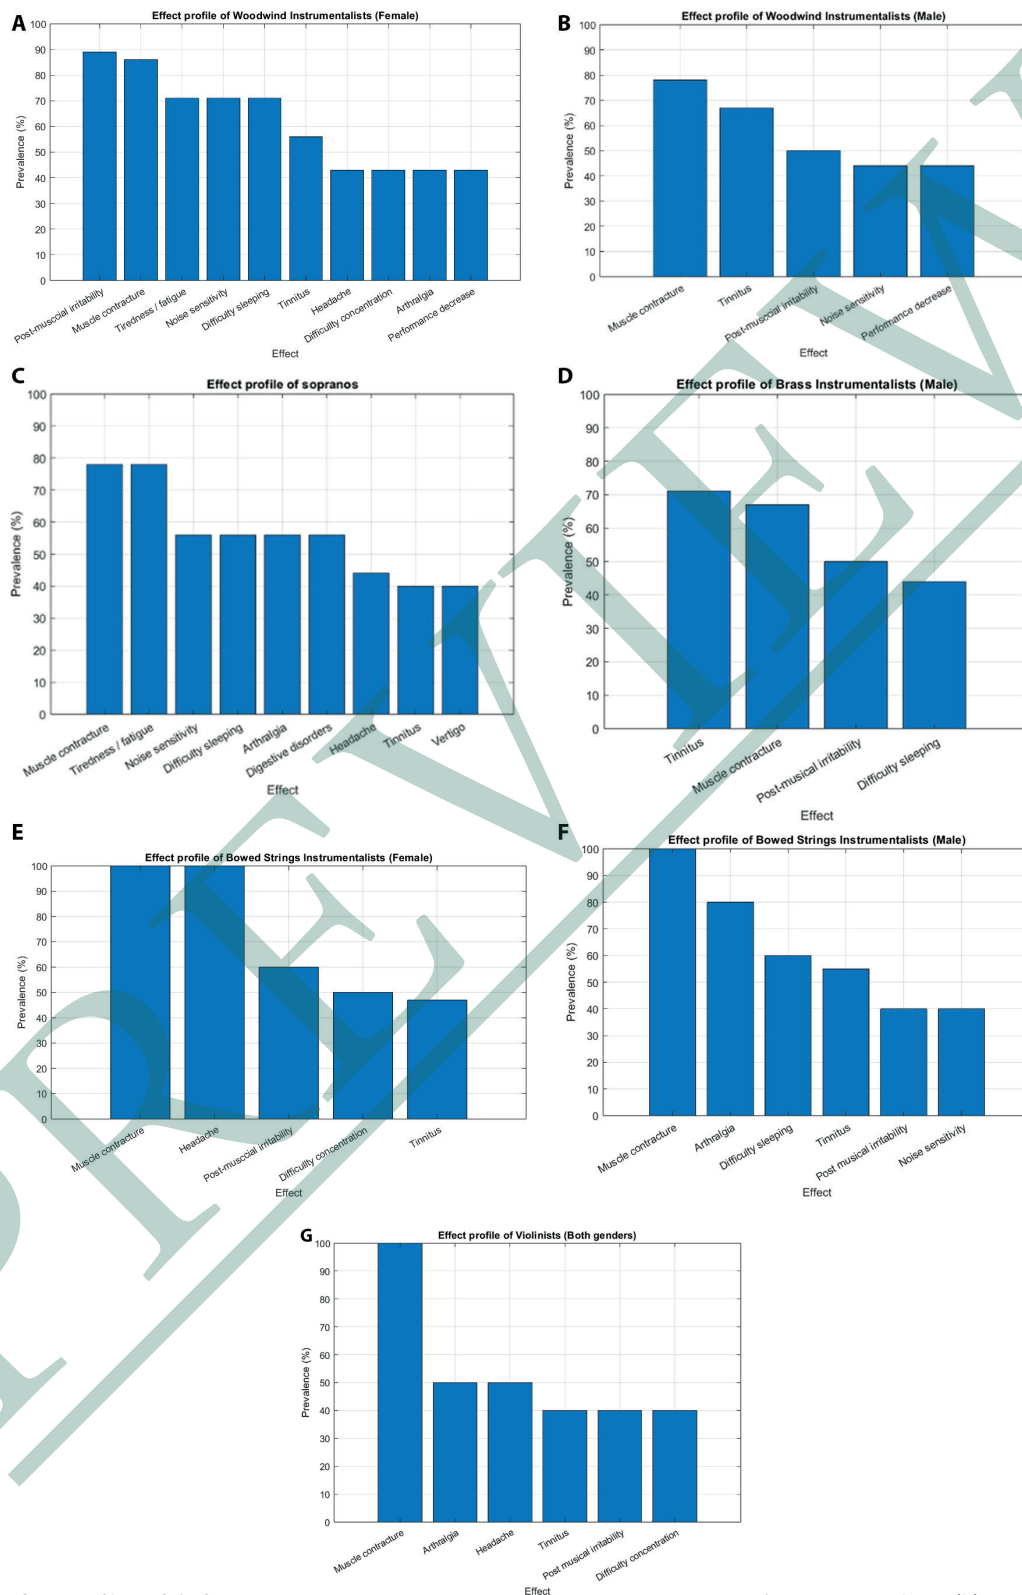 A
Effect profile of Woodwind Instrumentalists (Female)
100
90
80
70
60
50
40
30
20
10
0
Prevalence (%)
Post-musccial irritability
Muscle contracture
Tiredness / fatigue
Noise sensitivity
Difficulty sleeping
Tinnitus
Headache
Difficulty concentration
Arthralgia
Performance decrease
Effect
B
Effect profile of Woodwind Instrumentalists (Male)
100
90
80
70
60
50
40
30
20
10
0
Prevalence (%)
Muscle contracture
Tinnitus
Post-musccial irritability
Noise sensitivity
Performance decrease
Effect
C
Effect profile of sopranos
100
90
80
70
60
50
40
30
20
10
0
Prevalence (%)
Muscle contracture
Tiredness / fatigue
Noise sensitivity
Difficulty sleeping
Arthralgia
Digestive disorders
Headache
Tinnitus
Vertigo
Effect
D
Effect profile of Brass Instrumentalists (Male)
100
90
80
70
60
50
40
30
20
10
0
Prevalence (%)
Tinnitus
Muscle contracture
Post-musical irritability
Difficulty sleeping
Effect
E
Effect profile of Bowed Strings Instrumentalists (Female)
100
90
80
70
60
50
40
30
20
10
0
Prevalence (%)
Muscle contracture
Headache
Post-musccial irritability
Difficulty concentration
Tinnitus
Effect
F
Effect profile of Bowed Strings Instrumentalists (Male)
100
90
80
70
60
50
40
30
20
10
0
Prevalence (%)
Muscle contracture
Arthralgia
Difficulty sleeping
Tinnitus
Post musical irritability
Noise sensitivity
Effect
G
Effect profile of Violinists (Both genders)
100
90
80
70
60
50
40
30
20
10
0
Prevalence (%)
Muscle contracture
Arthralgia
Headache
Tinnitus
Post musical irritability
Difficulty concentration
Effect
PREVIEW